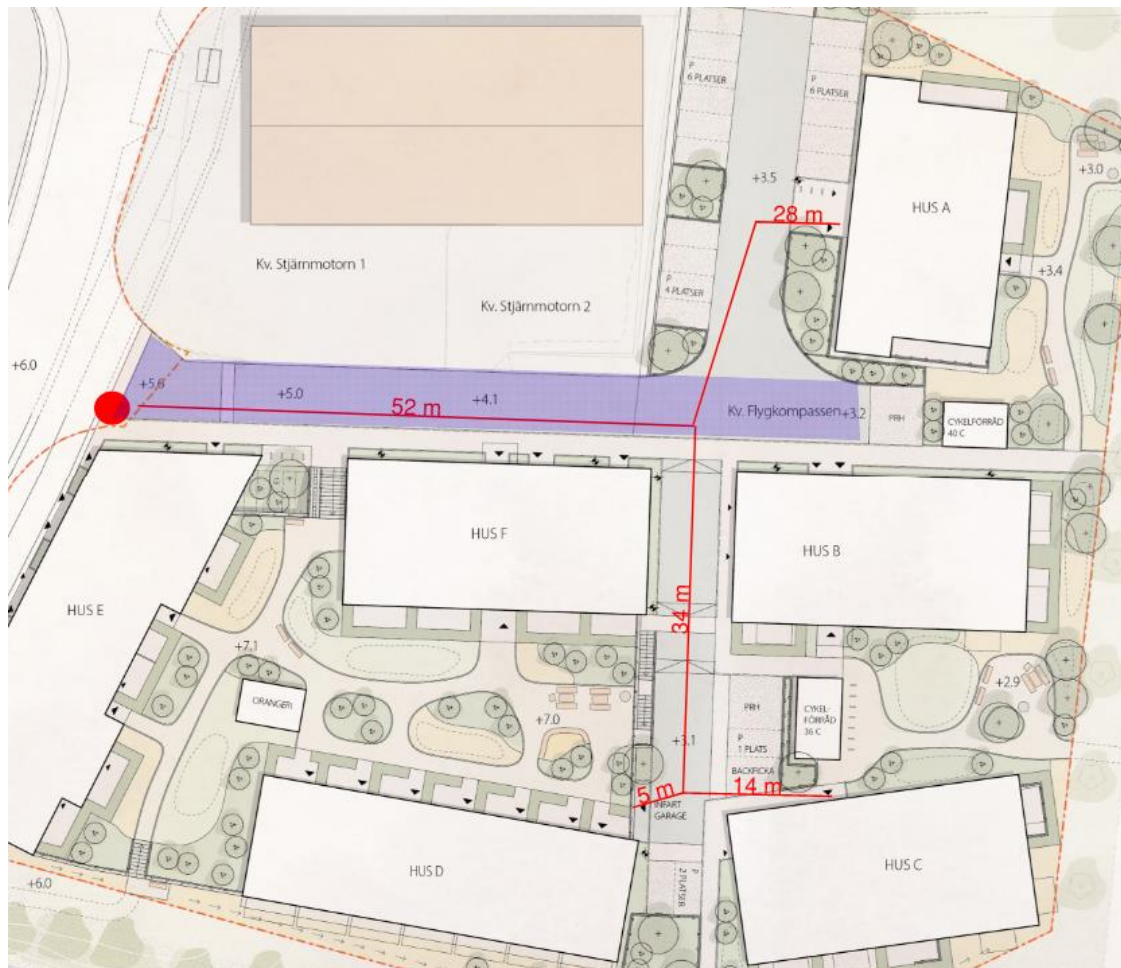 P
6 PLATSER
P
6 PLATSER
+3.0
+3.5
HUS A
28 m
Kv. Stjärnmotorn 1
+3.4
P
4 PLATSER
Kv. Stjärnmotorn 2
+6.0
+5.6
+5.0
52 m
+4.1
Kv. Flygkompassen
+3.2
PRH
CYKELFÖRRÅD
40 C
HUS F
HUS B
34 m
HUS E
+7.1
ORANGERI
+7.0
+2.9
PRH
CYKEL-
FÖRRÅD
36 C
+3.1
P
1 PLATS
BACKFICKA
5 m
14 m
INFART
GARAGE
HUS D
HUS C
P
2 PLATSER
+6.0